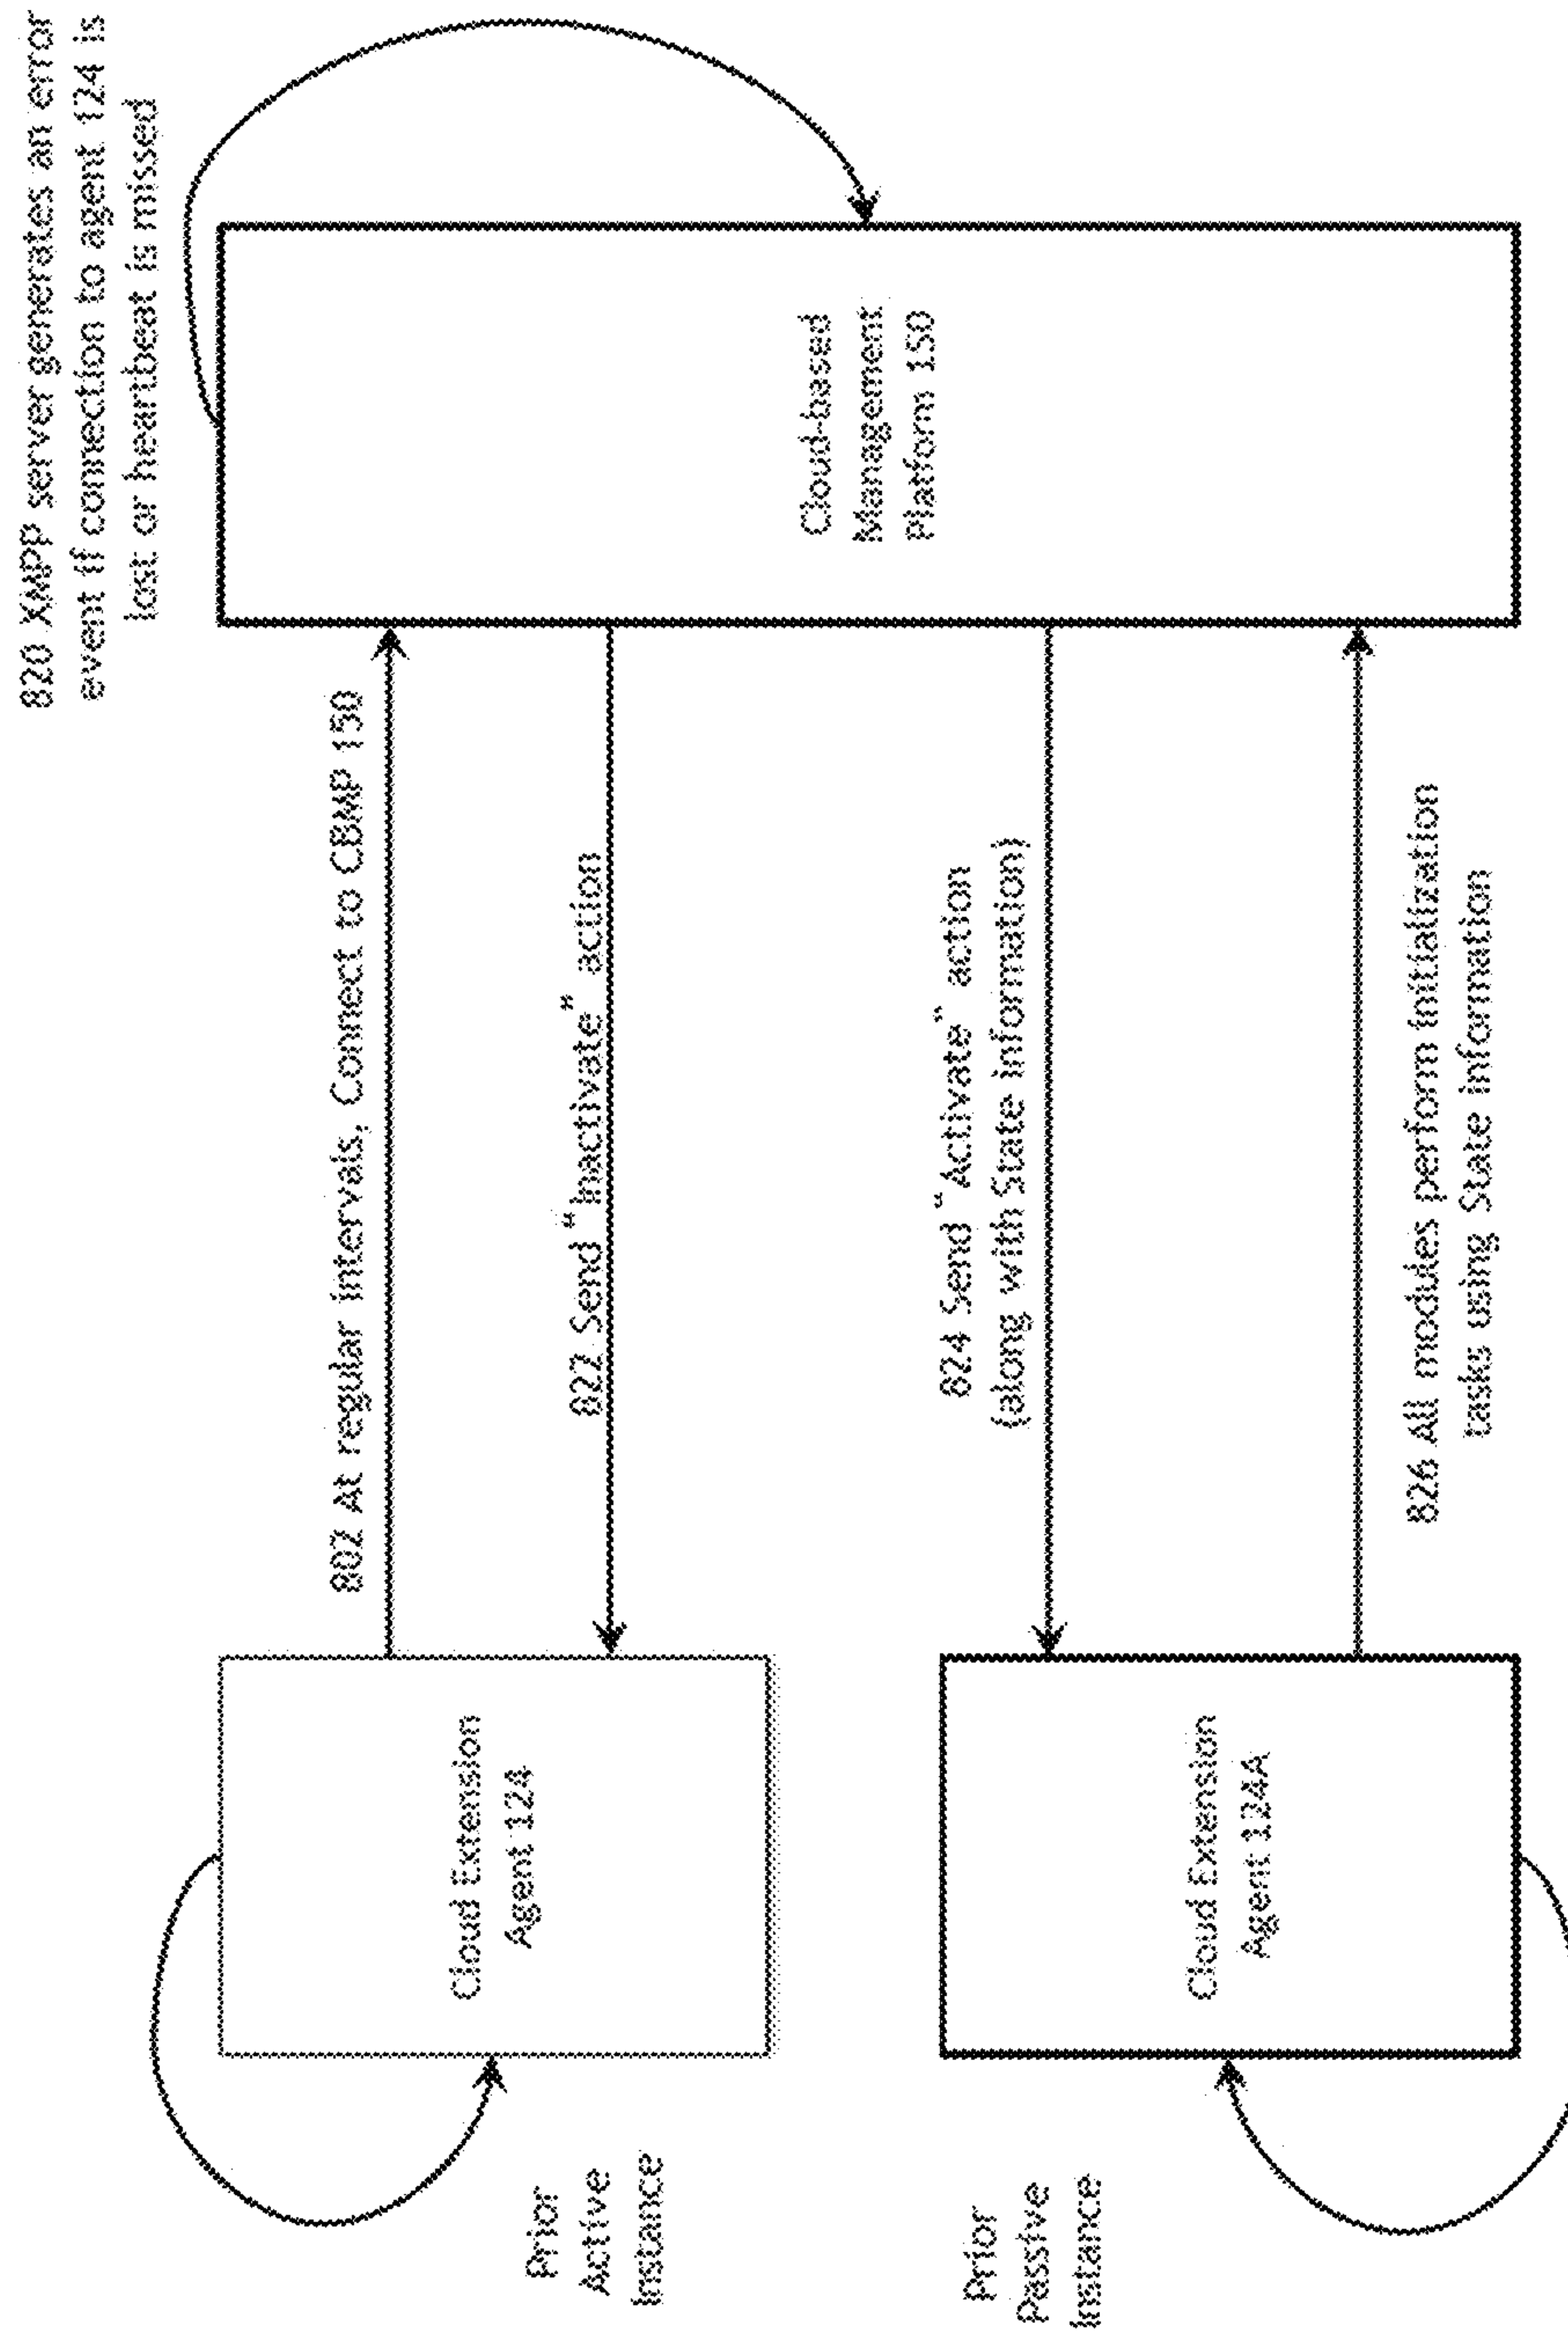 820 XMPP server generates an error
event if connection to agent 124 is
lost or heartbeat is missed
802 At regular intervals, Connect to CBMP 150
822 Send "Inactivate" action
Cloud Extension
Agent 124
Prior
Active
Instance
Cloud-based
Management
Platform 150
824 Send "Activate" action
(along with State information)
Cloud Extension
Agent 124A
Prior
Passive
Instance
826 All modules perform initialization
tasks using State information